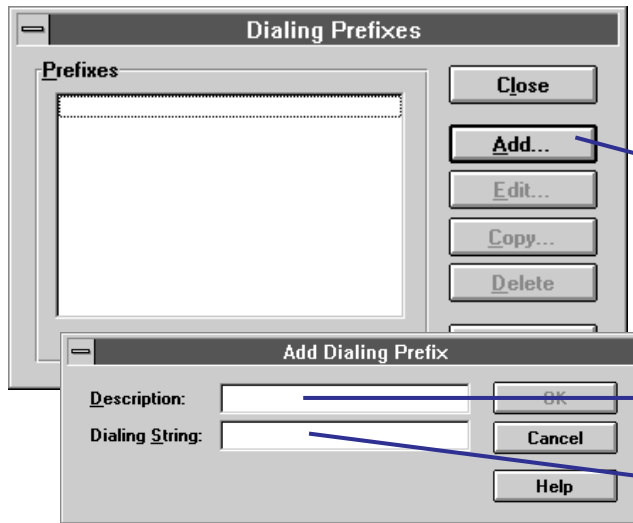 Dialing Prefixes
Prefixes
Close
Add...
Edit...
Copy...
Delete
Add Dialing Prefix
Description:
OK
Dialing String:
Cancel
Help